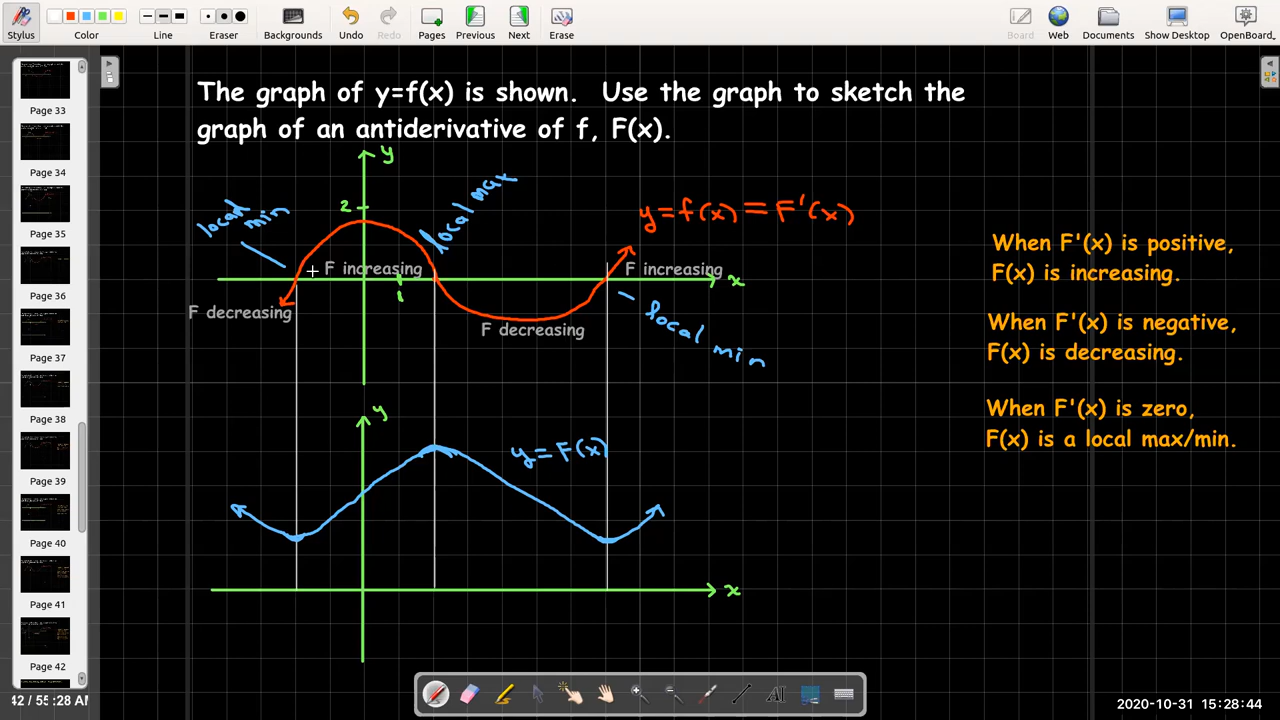 Stylus
Color
Line
Eraser
Backgrounds
Undo
Redo
Pages
Previous
Next
Erase
Board
Web
Documents
Show Desktop
OpenBoard
Page 33
Page 34
Page 35
Page 36
Page 37
Page 38
Page 39
Page 40
Page 41
Page 42
The graph of y=f(x) is shown. Use the graph to sketch the
graph of an antiderivative of f, F(x).
y
2
local
min
local max
y=f(x)=F'(x)
F increasing
F increasing
x
1
F decreasing
F decreasing
local min
When F'(x) is positive,
F(x) is increasing.
When F'(x) is negative,
F(x) is decreasing.
When F'(x) is zero,
F(x) is a local max/min.
y
y=F(x)
x
AI
2020-10-31 15:28:44